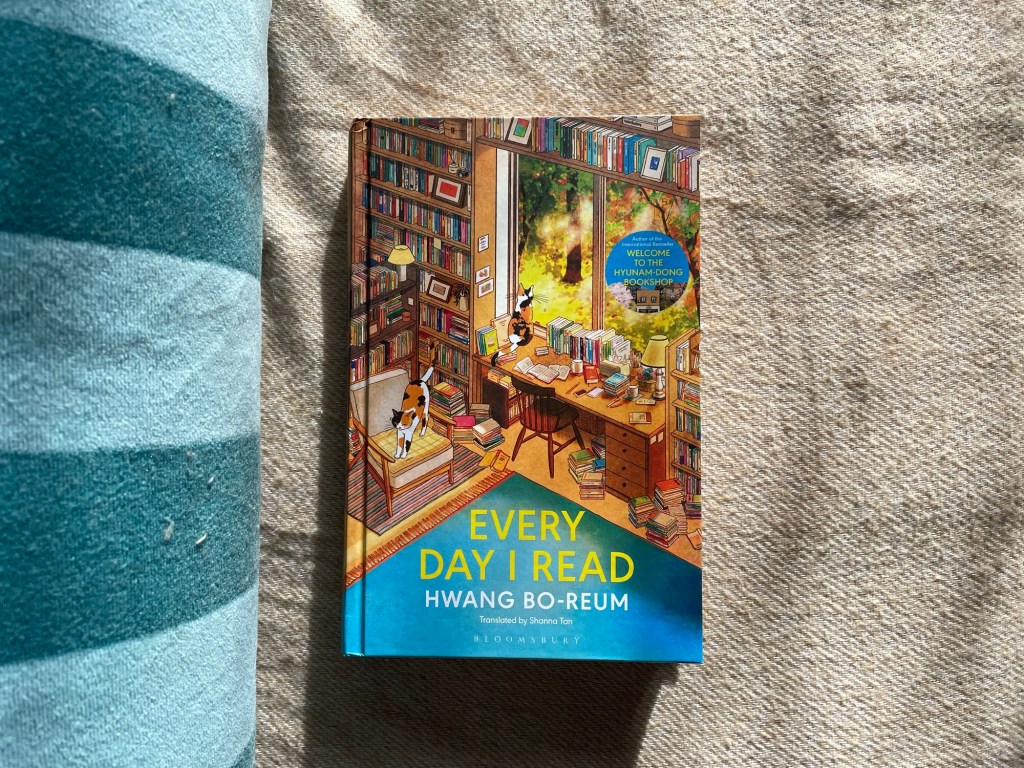 Author of the
International Bestseller
WELCOME
TO THE
HYUNAM-DONG
BOOKSHOP
EVERY
DAY I READ
HWANG BO-REUM
Translated by Shanna Tan
BLOOMSBURY